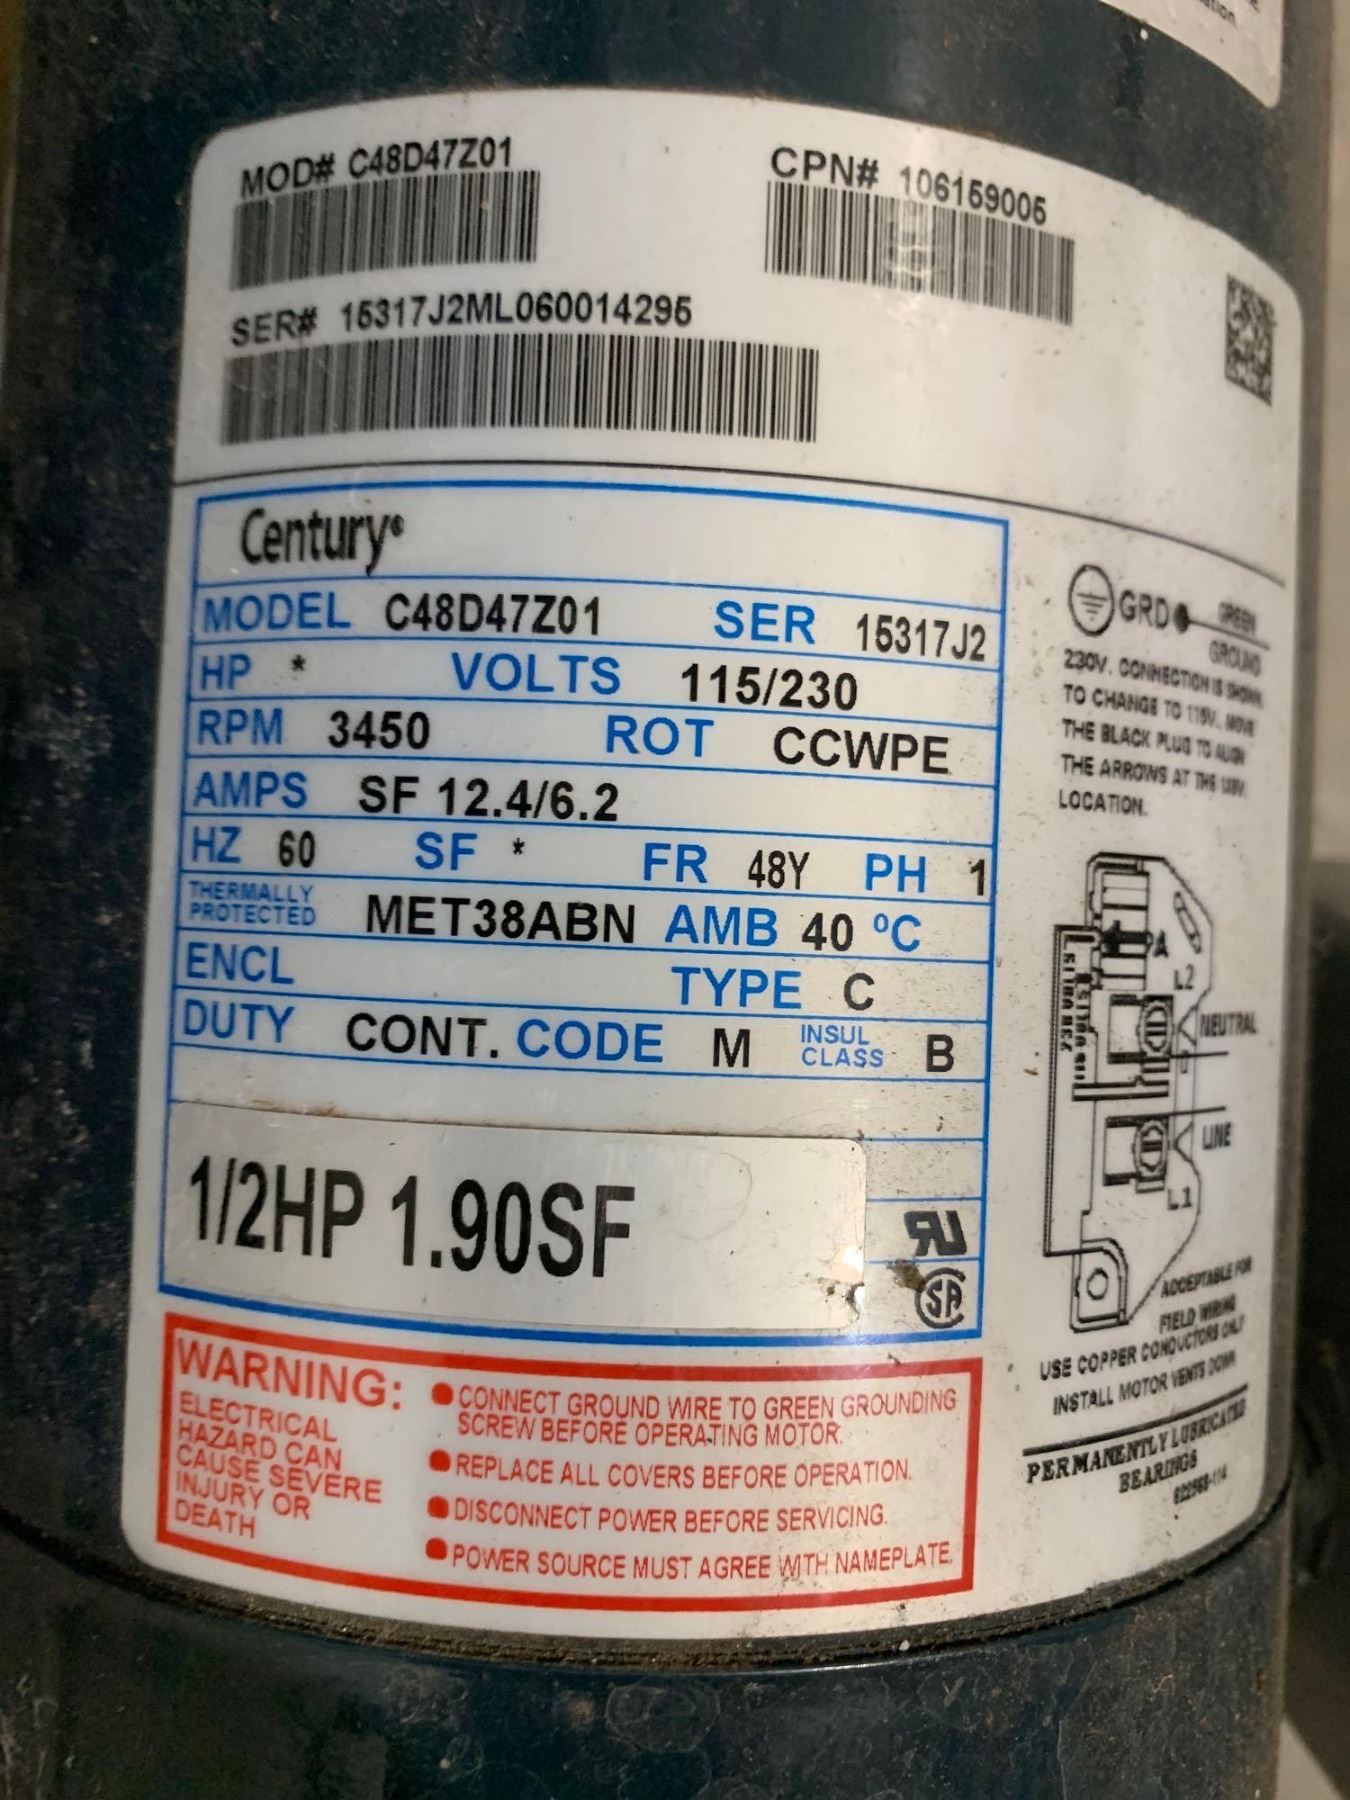 MOD# C48D47Z01
CPN# 106159005
SER# 15317J2ML060014295
Century®
MODEL C48D47Z01 SER 15317J2
HP * VOLTS 115/230
RPM 3450 ROT CCWPE
AMPS SF 12.4/6.2
HZ 60 SF * FR 48Y PH 1
THERMALLY PROTECTED MET38ABN AMB 40 ºC
ENCL TYPE C
DUTY CONT. CODE M INSUL CLASS B
1/2HP 1.90SF
WARNING:
ELECTRICAL
HAZARD CAN
CAUSE SEVERE
INJURY OR
DEATH
● CONNECT GROUND WIRE TO GREEN GROUNDING
SCREW BEFORE OPERATING MOTOR.
● REPLACE ALL COVERS BEFORE OPERATION.
● DISCONNECT POWER BEFORE SERVICING.
● POWER SOURCE MUST AGREE WITH NAMEPLATE.
GRD GREEN
GROUND
230V. CONNECTION IS SHOWN
TO CHANGE TO 115V. MOVE
THE BLACK PLUG TO ALIGN
THE ARROWS AT THE 115V.
LOCATION.
A
L2
NEUTRAL
LINE
L1
ACCEPTABLE FOR
FIELD WIRING
USE COPPER CONDUCTORS ONLY
INSTALL MOTOR VENTS DOWN
PERMANENTLY LUBRICATED
BEARINGS